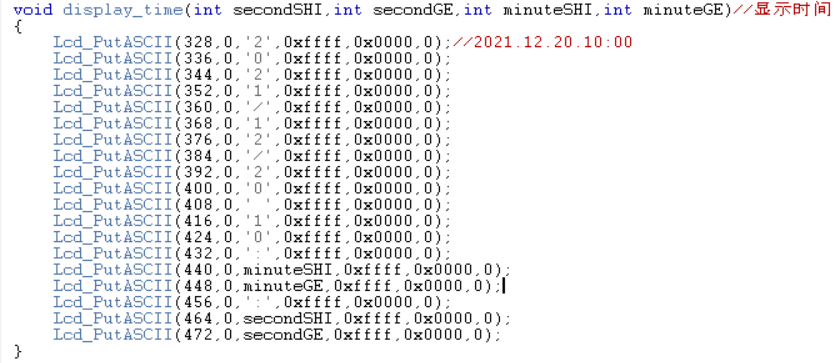 void display_time(int secondSHI,int secondGE,int minuteSHI,int minuteGE)//显示时间
{
    Lcd_PutASCII(328,0,'2',0xffff,0x0000,0);//2021.12.20.10:00
    Lcd_PutASCII(336,0,'0',0xffff,0x0000,0);
    Lcd_PutASCII(344,0,'2',0xffff,0x0000,0);
    Lcd_PutASCII(352,0,'1',0xffff,0x0000,0);
    Lcd_PutASCII(360,0,'/',0xffff,0x0000,0);
    Lcd_PutASCII(368,0,'1',0xffff,0x0000,0);
    Lcd_PutASCII(376,0,'2',0xffff,0x0000,0);
    Lcd_PutASCII(384,0,'/',0xffff,0x0000,0);
    Lcd_PutASCII(392,0,'2',0xffff,0x0000,0);
    Lcd_PutASCII(400,0,'0',0xffff,0x0000,0);
    Lcd_PutASCII(408,0,' ',0xffff,0x0000,0);
    Lcd_PutASCII(416,0,'1',0xffff,0x0000,0);
    Lcd_PutASCII(424,0,'0',0xffff,0x0000,0);
    Lcd_PutASCII(432,0,':',0xffff,0x0000,0);
    Lcd_PutASCII(440,0,minuteSHI,0xffff,0x0000,0);
    Lcd_PutASCII(448,0,minuteGE,0xffff,0x0000,0);
    Lcd_PutASCII(456,0,':',0xffff,0x0000,0);
    Lcd_PutASCII(464,0,secondSHI,0xffff,0x0000,0);
    Lcd_PutASCII(472,0,secondGE,0xffff,0x0000,0);
}